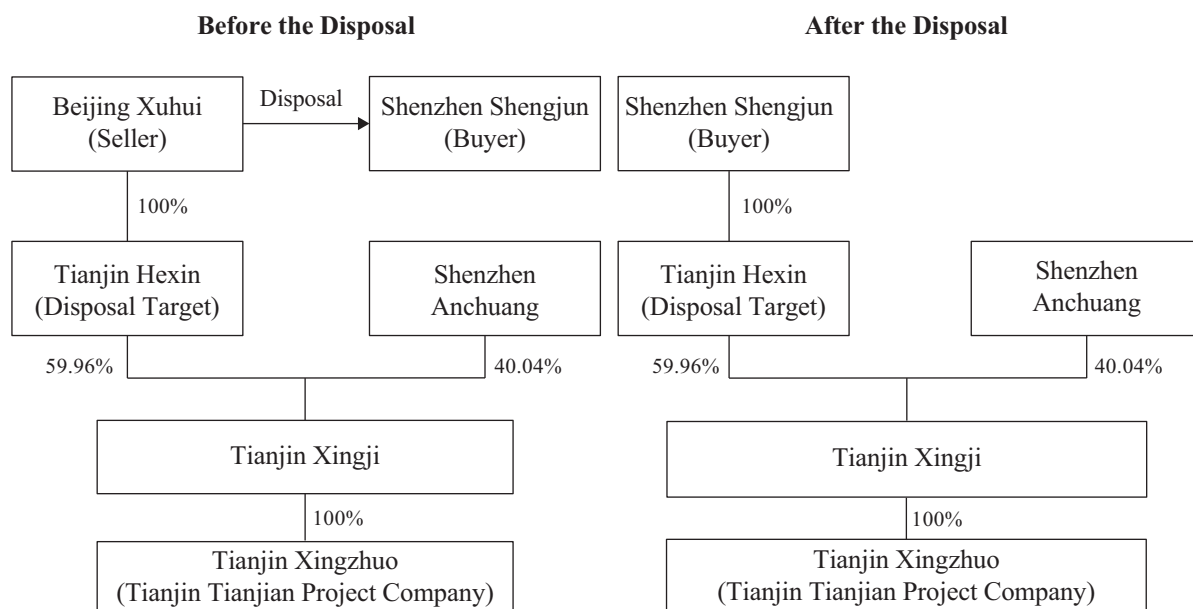 Before the Disposal
Beijing Xuhui
(Seller)
Disposal
Shenzhen Shengjun
(Buyer)
100%
Tianjin Hexin
(Disposal Target)
Shenzhen
Anchuang
59.96%
40.04%
Tianjin Xingji
100%
Tianjin Xingzhuo
(Tianjin Tianjian Project Company)
After the Disposal
Shenzhen Shengjun
(Buyer)
100%
Tianjin Hexin
(Disposal Target)
Shenzhen
Anchuang
59.96%
40.04%
Tianjin Xingji
100%
Tianjin Xingzhuo
(Tianjin Tianjian Project Company)